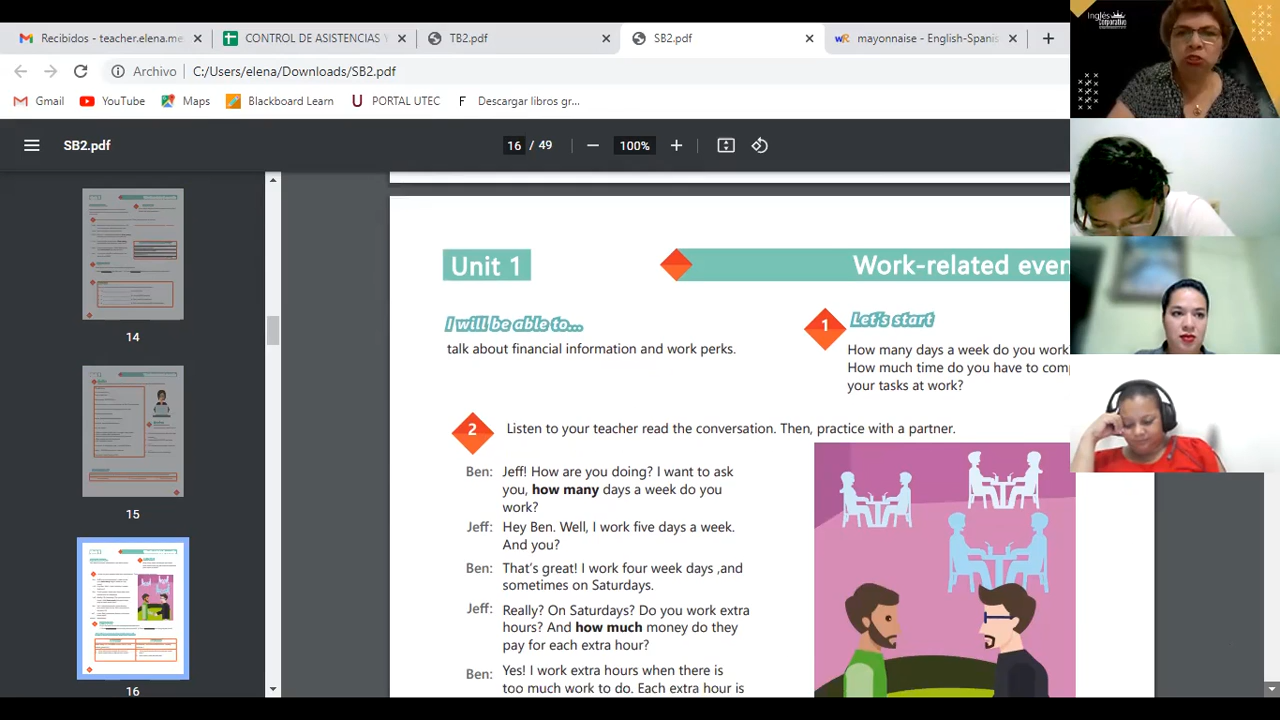 Recibidos - teacher.elena.me
CONTROL DE ASISTENCIAS Y
TB2.pdf
SB2.pdf
mayonnaise - English-Spanis
Archivo
C:/Users/elena/Downloads/SB2.pdf
Gmail
YouTube
Maps
Blackboard Learn
PORTAL UTEC
Descargar libros gr...
SB2.pdf
16 / 49
100%
14
15
16
Unit 1
Work-related even
I will be able to...
talk about financial information and work perks.
1
Let's start
How many days a week do you work
How much time do you have to comp
your tasks at work?
2
Listen to your teacher read the conversation. Then, practice with a partner.
Ben: Jeff! How are you doing? I want to ask
you, how many days a week do you
work?
Jeff: Hey Ben. Well, I work five days a week.
And you?
Ben: That's great! I work four week days ,and
sometimes on Saturdays.
Jeff: Really? On Saturdays? Do you work extra
hours? And how much money do they
pay for each extra hour?
Ben: Yes! I work extra hours when there is
too much work to do. Each extra hour is
Inglés
Corporativo